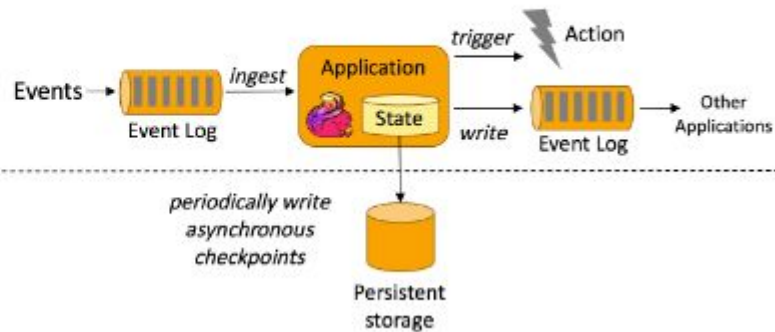 Events
Event Log
ingest
Application
State
trigger
Action
write
Event Log
Other
Applications
periodically write
asynchronous
checkpoints
Persistent
storage